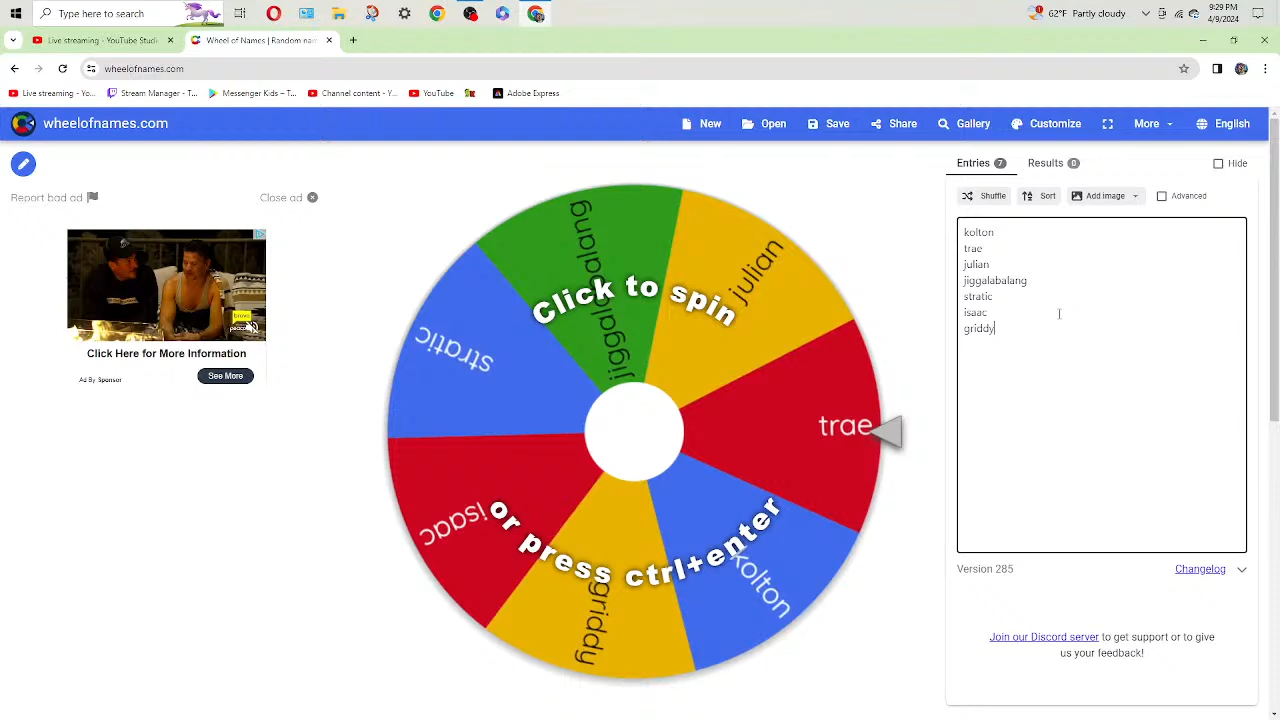 Type here to search
62°F Partly cloudy
9:29 PM
4/9/2024
Live streaming - YouTube Studi
Wheel of Names | Random nam
wheelofnames.com
Live streaming - Yo...
Stream Manager - T...
Messenger Kids – T...
Channel content - Y...
YouTube
Adobe Express
wheelofnames.com
New
Open
Save
Share
Gallery
Customize
More
English
Entries 7
Results 0
Hide
Report bad ad
Close ad
Shuffle
Sort
Add image
Advanced
kolton
trae
julian
jiggalabalang
stratic
isaac
griddy
Click Here for More Information
Ad By Sponsor
See More
jiggalabalang
julian
stratic
trae
isaac
griddy
kolton
Click to spin
or press ctrl+enter
Version 285
Changelog
Join our Discord server to get support or to give
us your feedback!